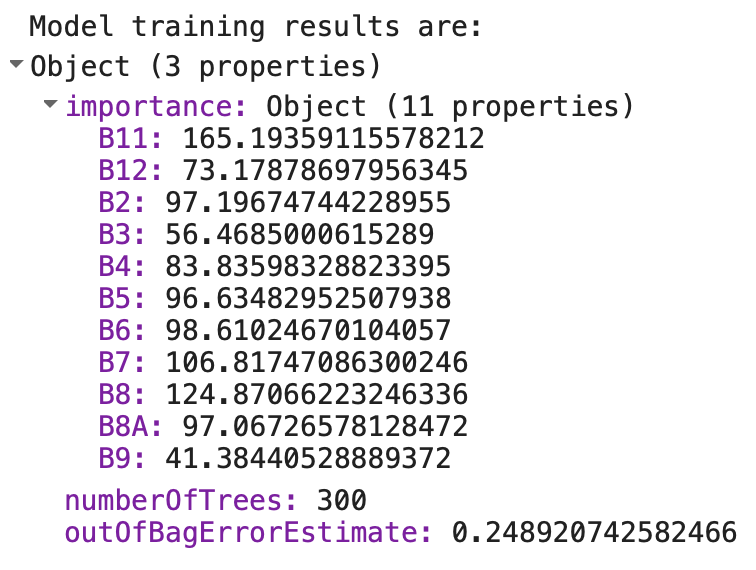 Model training results are:
Object (3 properties)
importance: Object (11 properties)
B11: 165.19359115578212
B12: 73.17878697956345
B2: 97.19674744228955
B3: 56.4685000615289
B4: 83.83598328823395
B5: 96.63482952507938
B6: 98.61024670104057
B7: 106.81747086300246
B8: 124.87066223246336
B8A: 97.06726578128472
B9: 41.38440528889372
numberOfTrees: 300
outOfBagErrorEstimate: 0.248920742582466